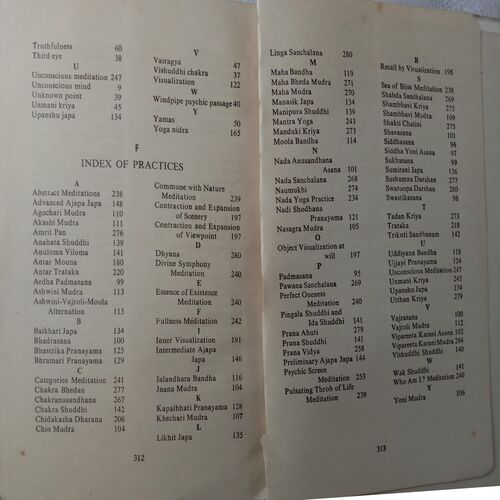 Truthfulness 60
Third eye 38
U
Unconscious meditation 247
Unconscious mind 9
Unknown point 39
Unmani kriya 45
Upanshu japa 134
V
Vairagya 47
Vishuddhi chakra 37
Visualization 122
W
Windpipe psychic passage 40
Y
Yamas 50
Yoga nidra 165
F
INDEX OF PRACTICES
A
Abstract Meditations 238
Advanced Ajapa Japa 148
Agochari Mudra 110
Akashi Mudra 111
Amrit Pan 276
Anahata Shuddhi 139
Anuloma Viloma 141
Antar Mouna 180
Antar Trataka 220
Ardha Padmasana 99
Ashwini Mudra 113
Ashwini-Vajroli-Moola
Alternation 115
B
Baikhari Japa 134
Bhadrasana 100
Bhastrika Pranayama 125
Bhramari Pranayama 129
C
Categories Meditation 241
Chakra Bhedan 277
Chakranusandhana 267
Chakra Shuddhi 142
Chidakasha Dharana 206
Chin Mudra 104
Commune with Nature
Meditation 239
Contraction and Expansion
of Scenery 197
Contraction and Expansion
of Viewpoint 197
D
Dhyana 280
Divine Symphony
Meditation 240
E
Essence of Existence
Meditation 240
F
Fullness Meditation 242
I
Inner Visualization 191
Intermediate Ajapa
Japa 146
J
Jalandhara Bandha 116
Jnana Mudra 104
K
Kapalbhati Pranayama 128
Khechari Mudra 107
L
Likhit Japa 135
312
Linga Sanchalana 280
M
Maha Bandha 119
Maha Bheda Mudra 271
Maha Mudra 270
Manasik Japa 134
Manipura Shuddhi 139
Mantra Yoga 243
Manduki Kriya 273
Moola Bandha 114
N
Nada Anusandhana
Asana 101
Nada Sanchalana 268
Naumukhi 274
Nada Yoga Practice 234
Nadi Shodhana
Pranayama 121
Nasagra Mudra 105
O
Object Visualization at
will 197
P
Padmasana 95
Pawana Sanchalana 269
Perfect Oneness
Meditation 240
Pingala Shuddhi and
Ida Shuddhi 141
Prana Ahuti 279
Prana Shuddhi 141
Prana Vidya 258
Preliminary Ajapa Japa 144
Psychic Screen
Meditation 253
Pulsating Throb of Life
Meditation 239
R
Recall by Visualization 196
S
Sea of Bliss Meditation 238
Shabda Sanchalana 269
Shambhavi Kriya 275
Shambhavi Mudra 109
Shakti Chalini 275
Shavasana 101
Siddhasana 96
Siddha Yoni Asana 97
Sukhasana 99
Sumirani Japa 136
Sushumna Darshan 277
Swaroopa Darshan 280
Swastikasana 98
T
Tadan Kriya 273
Trataka 218
Trikuti Sandhana 142
U
Uddiyana Bandha 118
Ujjayi Pranayama 124
Unconscious Meditation 247
Unmani Kriya 245
Upanshu Japa 134
Utthan Kriya 279
V
Vajrasana 100
Vajroli Mudra 112
Vipareeta Karani Asana 102
Vipareeta Karani Mudra 266
Vishuddhi Shuddhi 140
W
Wak Shuddhi 141
Who Am I? Meditation 240
Y
Yoni Mudra 106
313